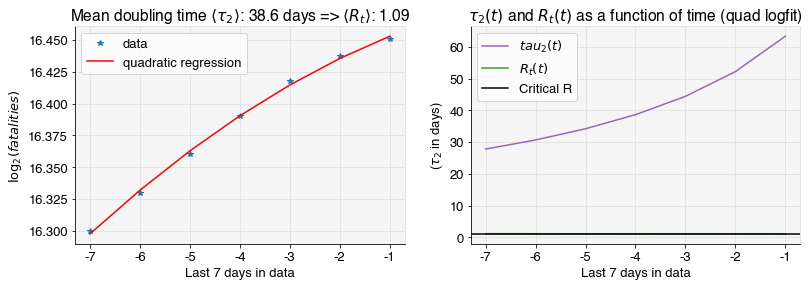 Mean doubling time ⟨τ₂⟩: 38.6 days => ⟨Rₜ⟩: 1.09
data
quadratic regression
log₂(fatalities)
16.450
16.425
16.400
16.375
16.350
16.325
16.300
-7 -6 -5 -4 -3 -2 -1
Last 7 days in data
τ₂(t) and Rₜ(t) as a function of time (quad logfit)
tau₂(t)
Rₜ(t)
Critical R
(τ₂ in days)
60
50
40
30
20
10
0
-7 -6 -5 -4 -3 -2 -1
Last 7 days in data